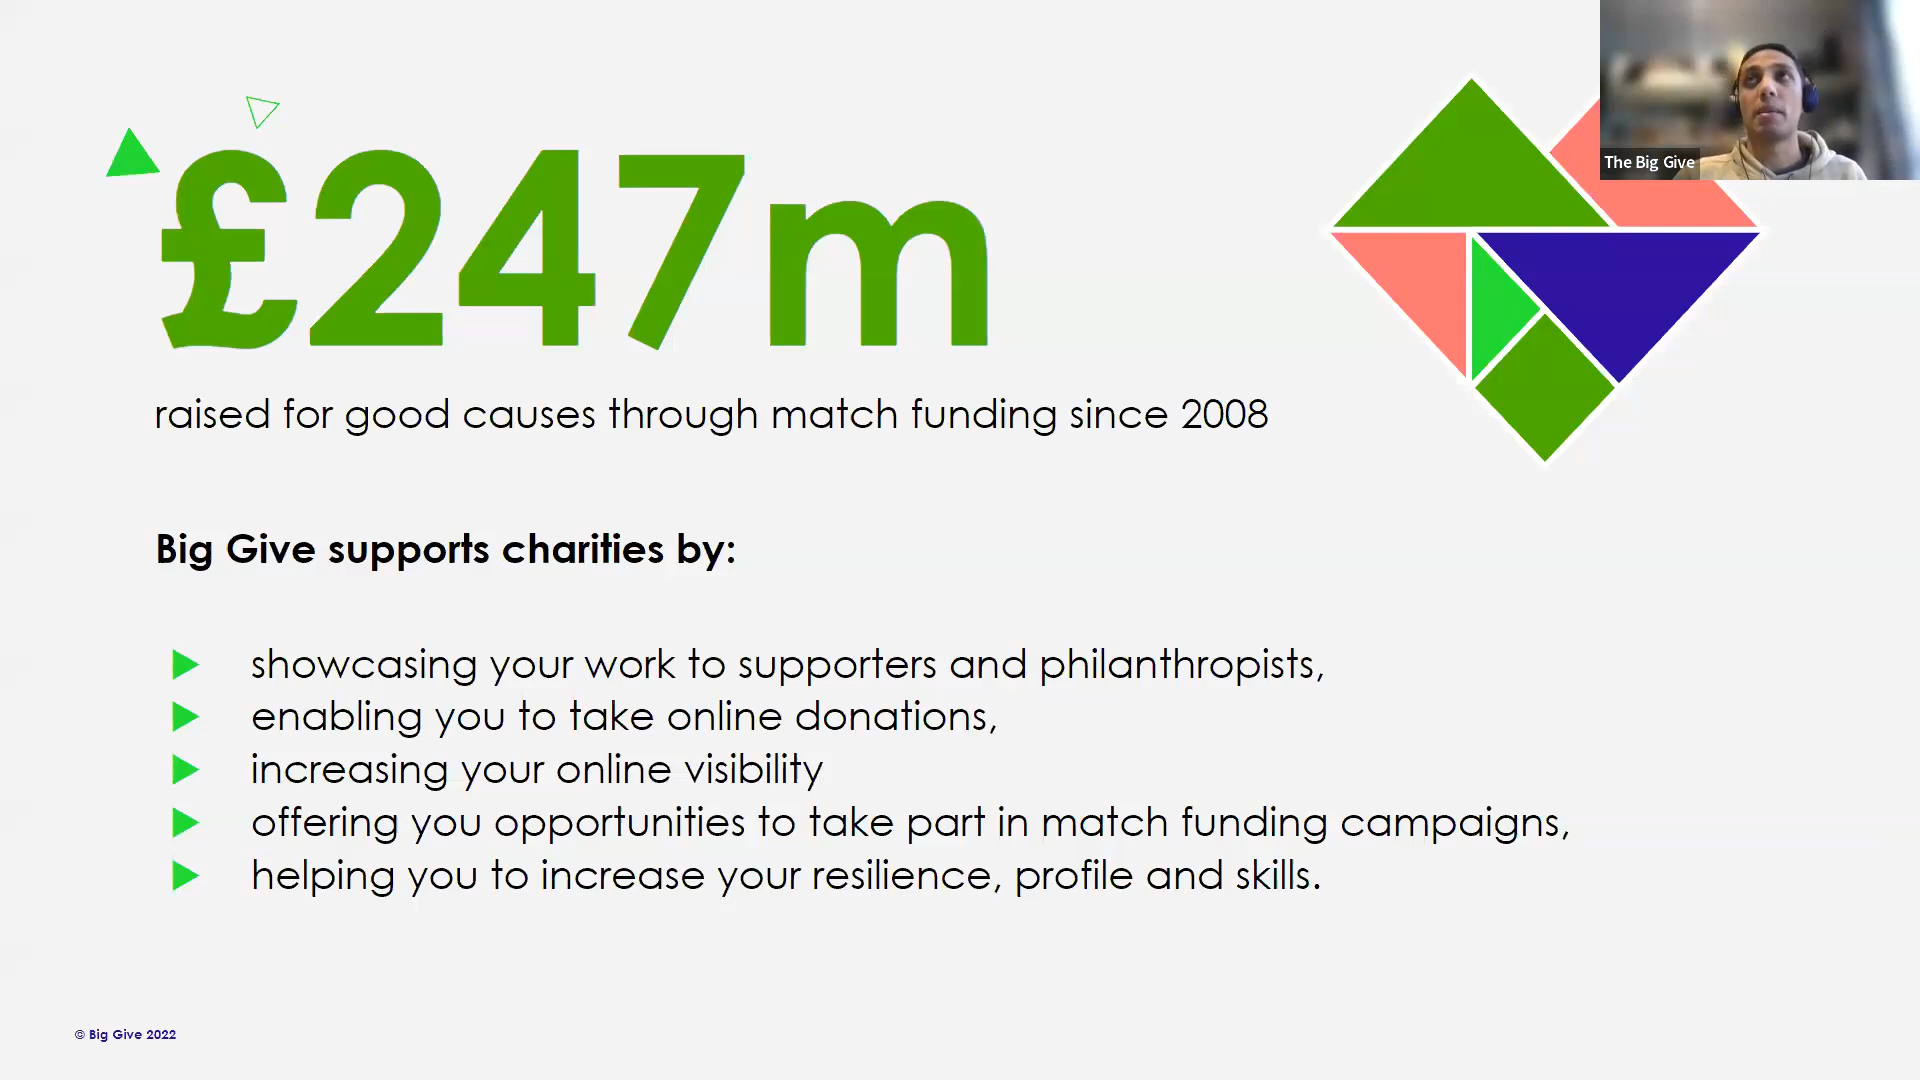 The Big Give
£247m
raised for good causes through match funding since 2008
Big Give supports charities by:
showcasing your work to supporters and philanthropists,
enabling you to take online donations,
increasing your online visibility
offering you opportunities to take part in match funding campaigns,
helping you to increase your resilience, profile and skills.
© Big Give 2022